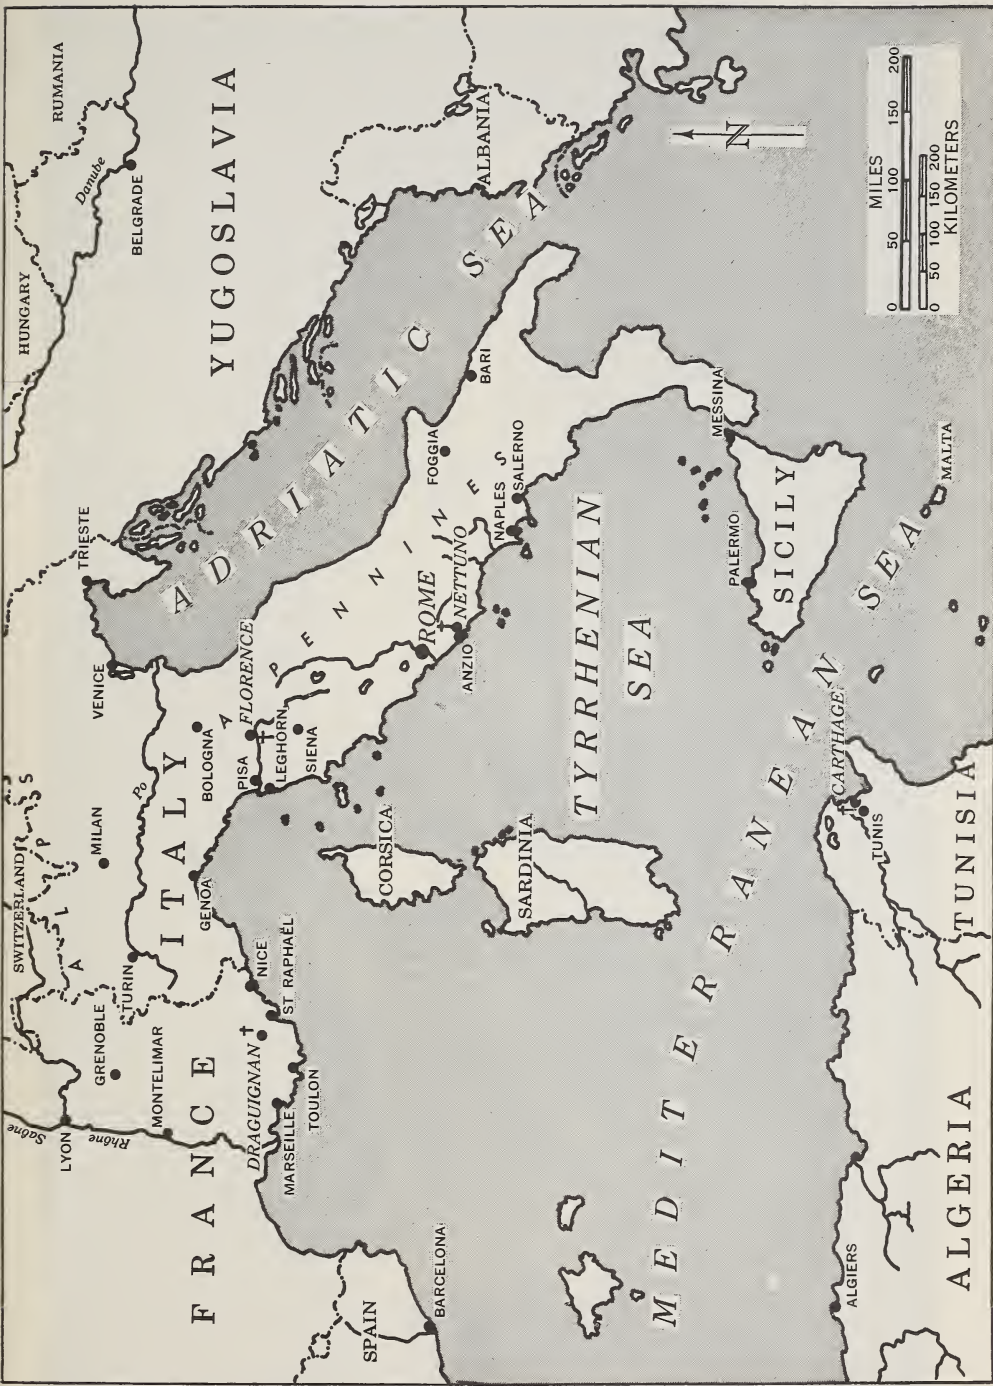 HUNGARY
RUMANIA
Danube
BELGRADE
YUGOSLAVIA
ALBANIA
SWITZERLAND
ALPS
Saône
LYON
Rhône
GRENOBLE
MONTELIMAR
FRANCE
TURIN
MILAN
Po
ITALY
VENICE
TRIESTE
GENOA
BOLOGNA
DRAGUIGNAN
MARSEILLE
TOULON
NICE
ST RAPHAËL
PISA
FLORENCE
LEGHORN
SIENA
APENNINES
ADRIATIC SEA
SPAIN
BARCELONA
CORSICA
SARDINIA
ROME
NETTUNO
ANZIO
FOGGIA
NAPLES
SALERNO
BARI
TYRRHENIAN
SEA
MESSINA
PALERMO
SICILY
MALTA
MEDITERRANEAN SEA
CARTHAGE
TUNIS
TUNISIA
ALGIERS
ALGERIA
N
MILES
0 50 100 150 200
0 50 100 150 200
KILOMETERS